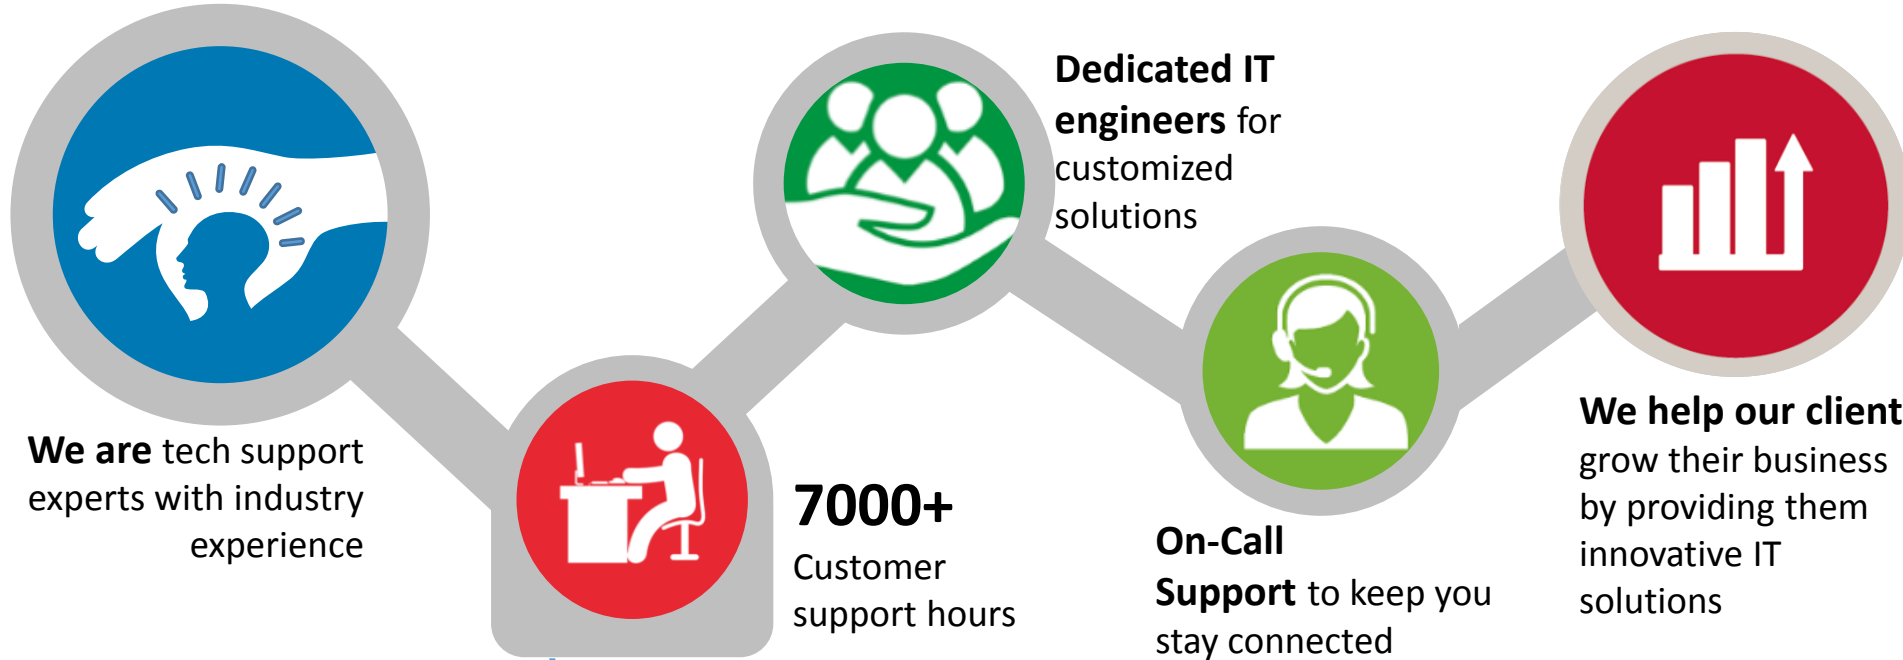 We are tech support
experts with industry
experience
7000+
Customer
support hours
Dedicated IT
engineers for
customized
solutions
On-Call
Support to keep you
stay connected
We help our client
grow their business
by providing them
innovative IT
solutions